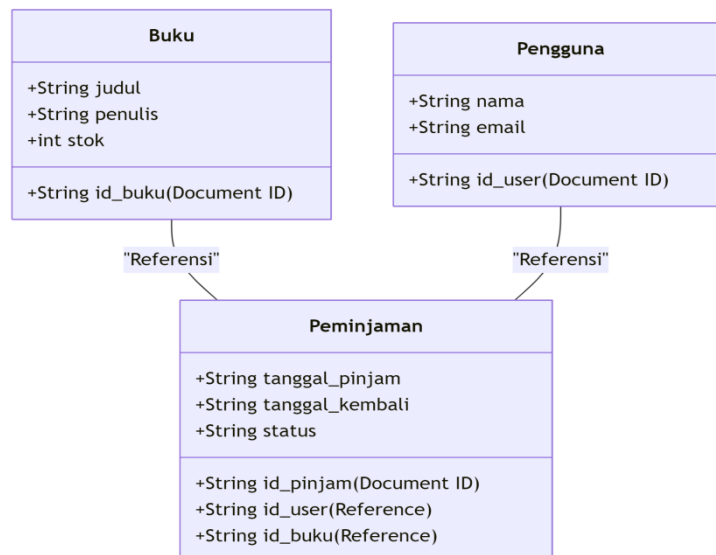 Buku
+String judul
+String penulis
+int stok
+String id_buku(Document ID)
Pengguna
+String nama
+String email
+String id_user(Document ID)
"Referensi"
"Referensi"
Peminjaman
+String tanggal_pinjam
+String tanggal_kembali
+String status
+String id_pinjam(Document ID)
+String id_user(Reference)
+String id_buku(Reference)